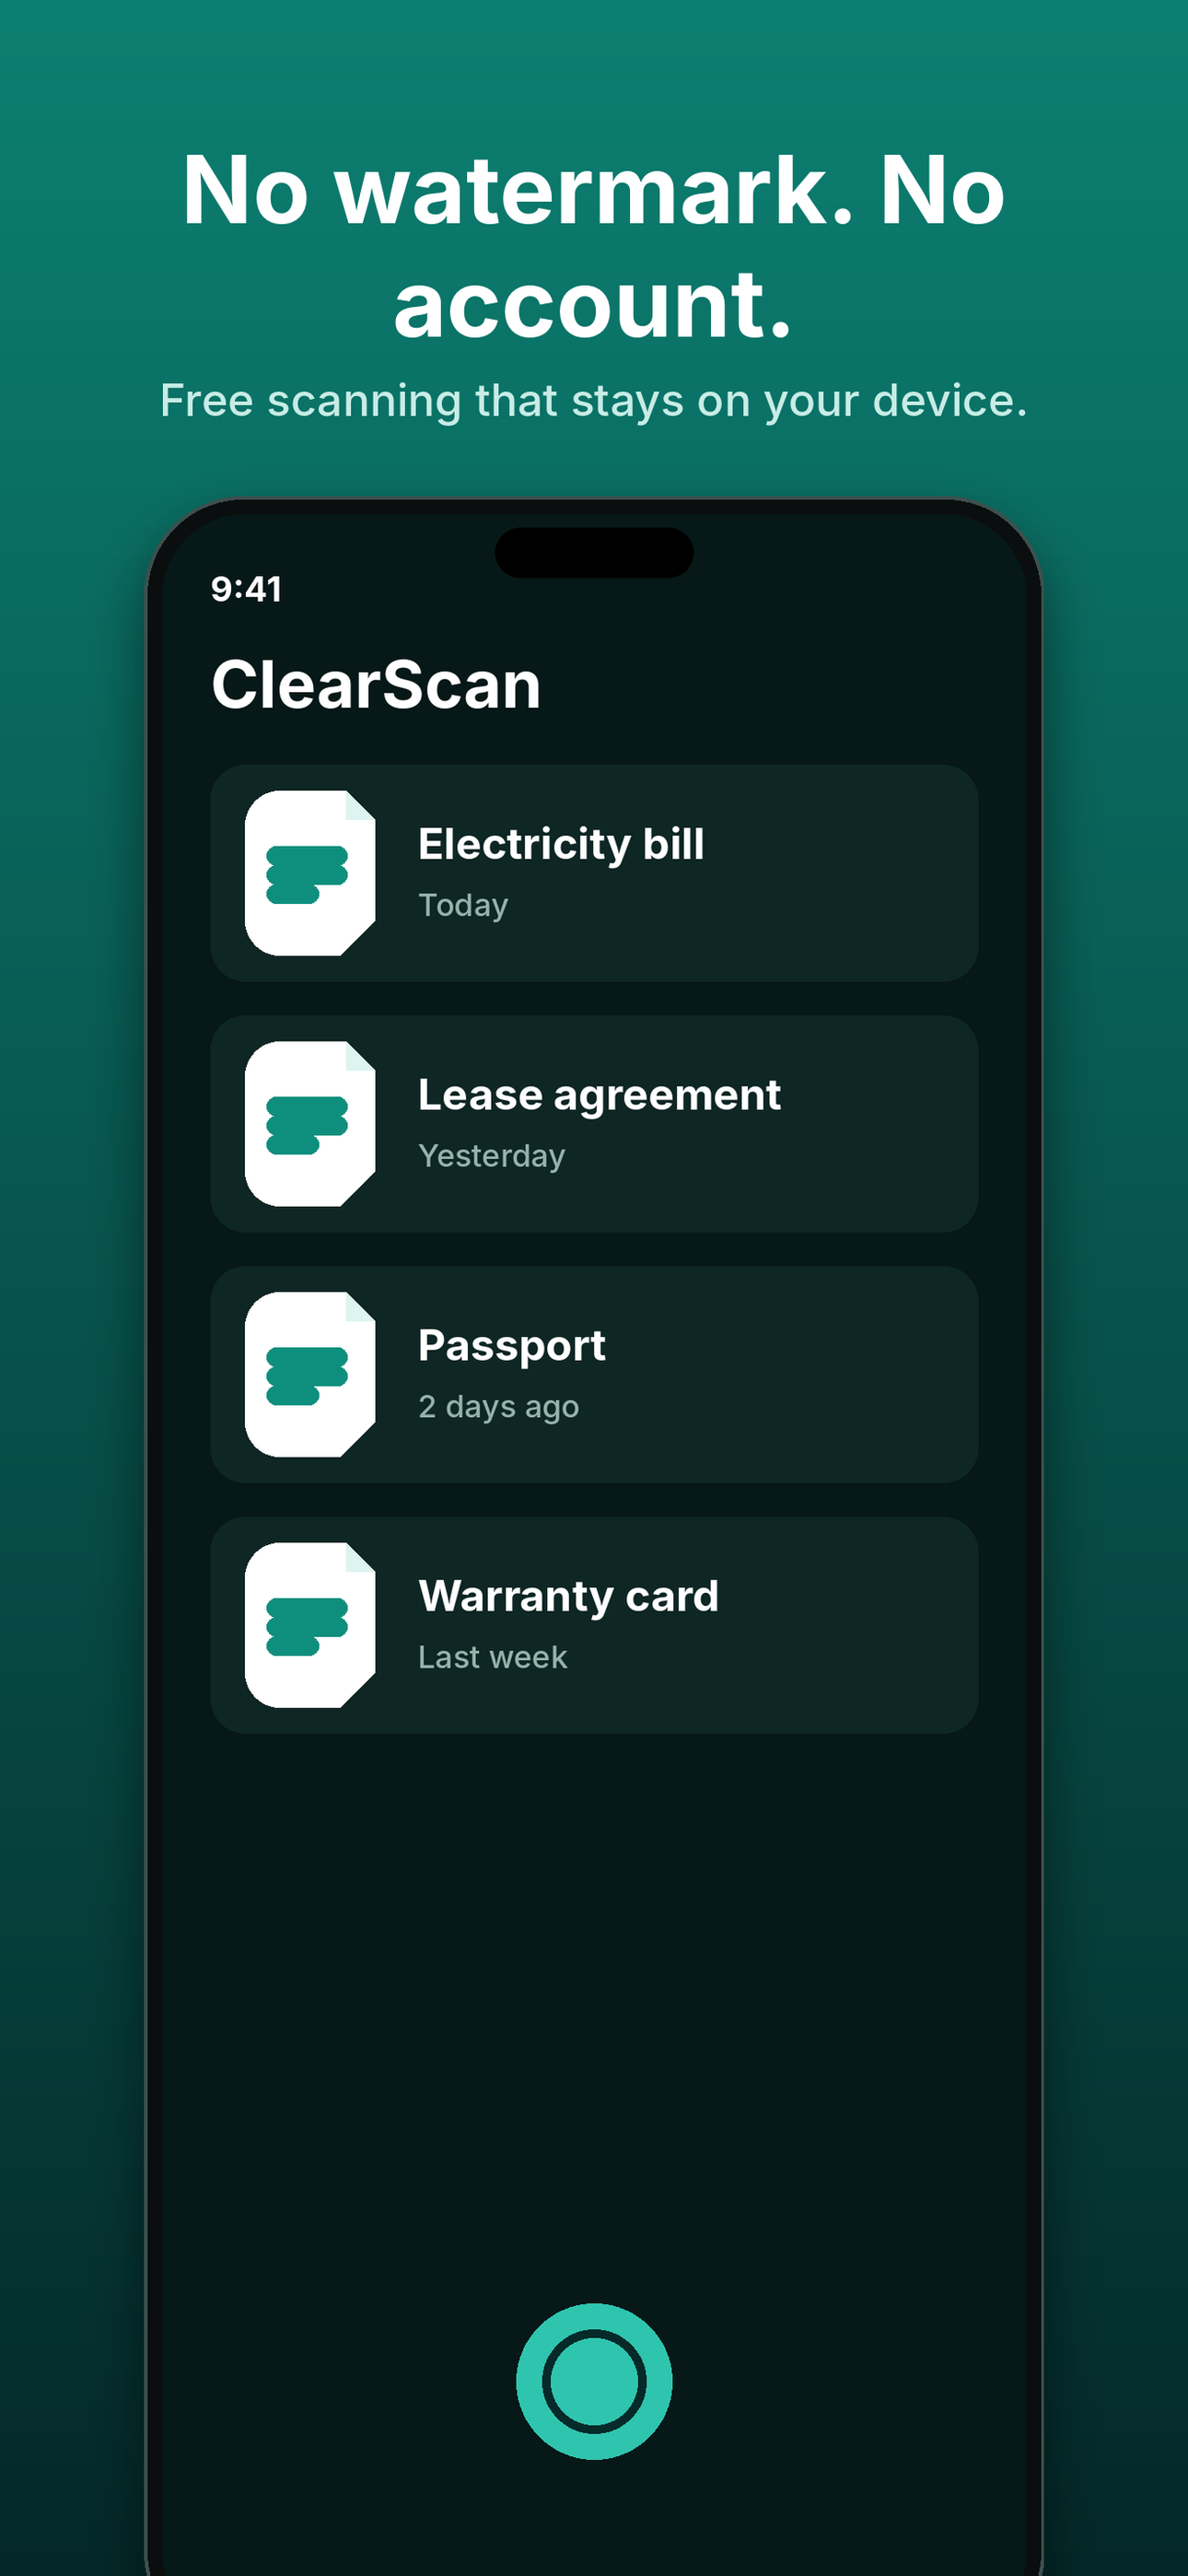 No watermark. No
account.
Free scanning that stays on your device.
9:41
ClearScan
Electricity bill
Today
Lease agreement
Yesterday
Passport
2 days ago
Warranty card
Last week